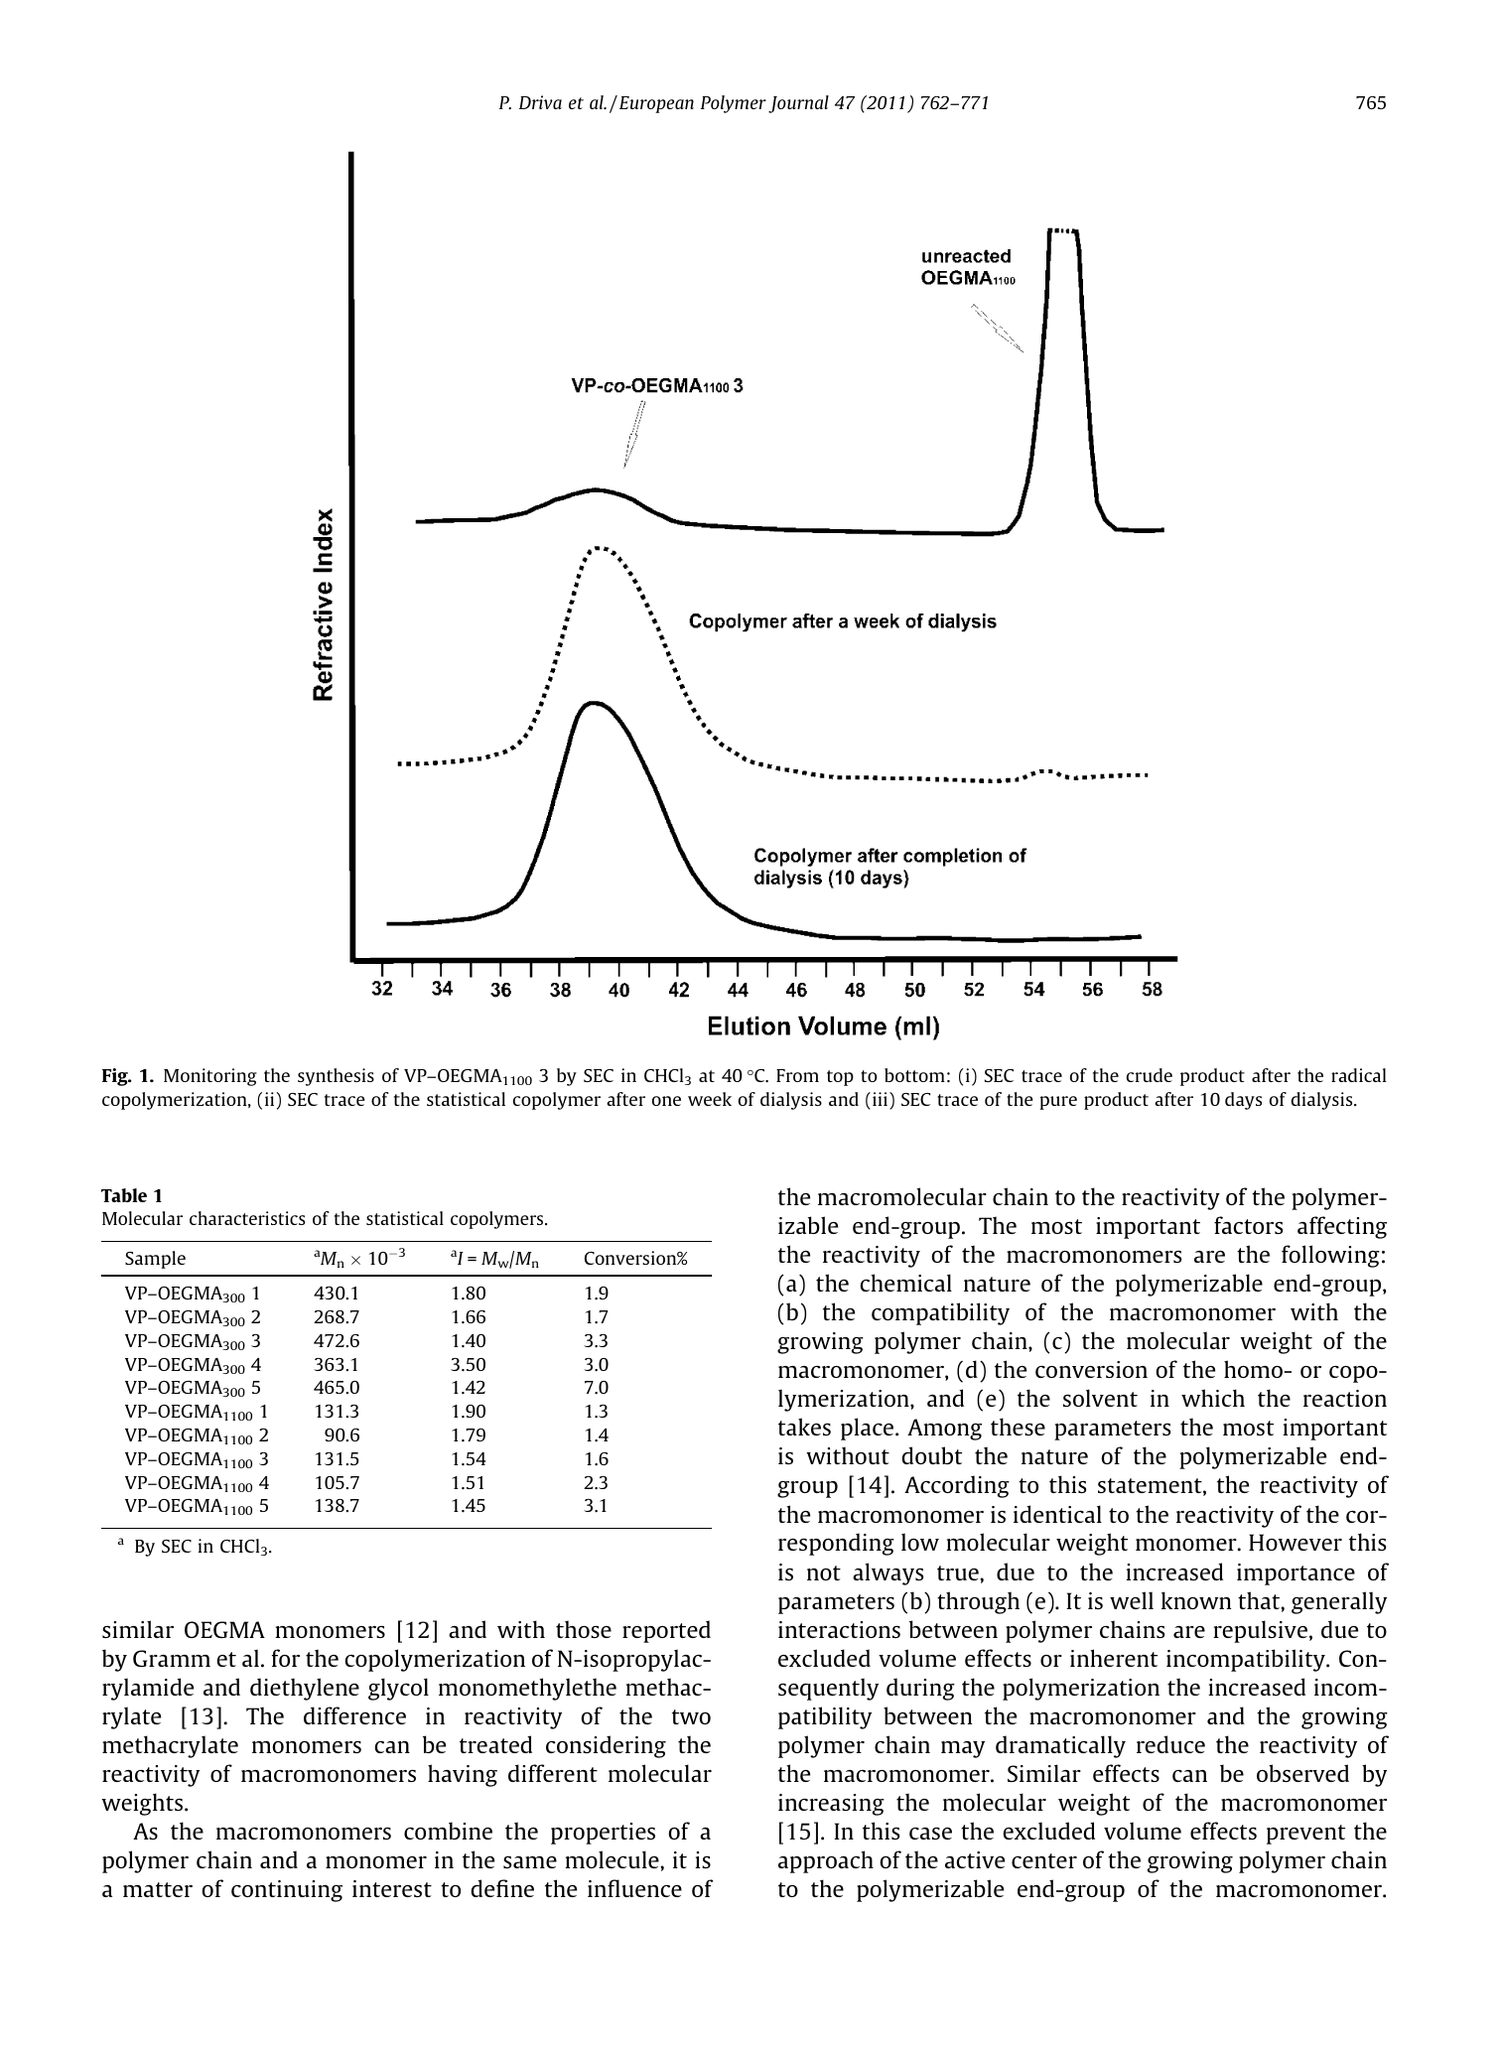 P. Driva et al. / European Polymer Journal 47 (2011) 762–771
765
unreacted
OEGMA1100
VP-co-OEGMA1100 3
Refractive Index
Copolymer after a week of dialysis
Copolymer after completion of
dialysis (10 days)
32 34 36 38 40 42 44 46 48 50 52 54 56 58
Elution Volume (ml)
Fig. 1. Monitoring the synthesis of VP–OEGMA1100 3 by SEC in CHCl3 at 40 °C. From top to bottom: (i) SEC trace of the crude product after the radical
copolymerization, (ii) SEC trace of the statistical copolymer after one week of dialysis and (iii) SEC trace of the pure product after 10 days of dialysis.
Table 1
Molecular characteristics of the statistical copolymers.
Sample aMn × 10−3 aI = Mw/Mn Conversion%
VP–OEGMA300 1 430.1 1.80 1.9
VP–OEGMA300 2 268.7 1.66 1.7
VP–OEGMA300 3 472.6 1.40 3.3
VP–OEGMA300 4 363.1 3.50 3.0
VP–OEGMA300 5 465.0 1.42 7.0
VP–OEGMA1100 1 131.3 1.90 1.3
VP–OEGMA1100 2 90.6 1.79 1.4
VP–OEGMA1100 3 131.5 1.54 1.6
VP–OEGMA1100 4 105.7 1.51 2.3
VP–OEGMA1100 5 138.7 1.45 3.1
a By SEC in CHCl3.
similar OEGMA monomers [12] and with those reported
by Gramm et al. for the copolymerization of N-isopropylac-
rylamide and diethylene glycol monomethylethe methac-
rylate [13]. The difference in reactivity of the two
methacrylate monomers can be treated considering the
reactivity of macromonomers having different molecular
weights.
As the macromonomers combine the properties of a
polymer chain and a monomer in the same molecule, it is
a matter of continuing interest to define the influence of
the macromolecular chain to the reactivity of the polymer-
izable end-group. The most important factors affecting
the reactivity of the macromonomers are the following:
(a) the chemical nature of the polymerizable end-group,
(b) the compatibility of the macromonomer with the
growing polymer chain, (c) the molecular weight of the
macromonomer, (d) the conversion of the homo- or copo-
lymerization, and (e) the solvent in which the reaction
takes place. Among these parameters the most important
is without doubt the nature of the polymerizable end-
group [14]. According to this statement, the reactivity of
the macromonomer is identical to the reactivity of the cor-
responding low molecular weight monomer. However this
is not always true, due to the increased importance of
parameters (b) through (e). It is well known that, generally
interactions between polymer chains are repulsive, due to
excluded volume effects or inherent incompatibility. Con-
sequently during the polymerization the increased incom-
patibility between the macromonomer and the growing
polymer chain may dramatically reduce the reactivity of
the macromonomer. Similar effects can be observed by
increasing the molecular weight of the macromonomer
[15]. In this case the excluded volume effects prevent the
approach of the active center of the growing polymer chain
to the polymerizable end-group of the macromonomer.